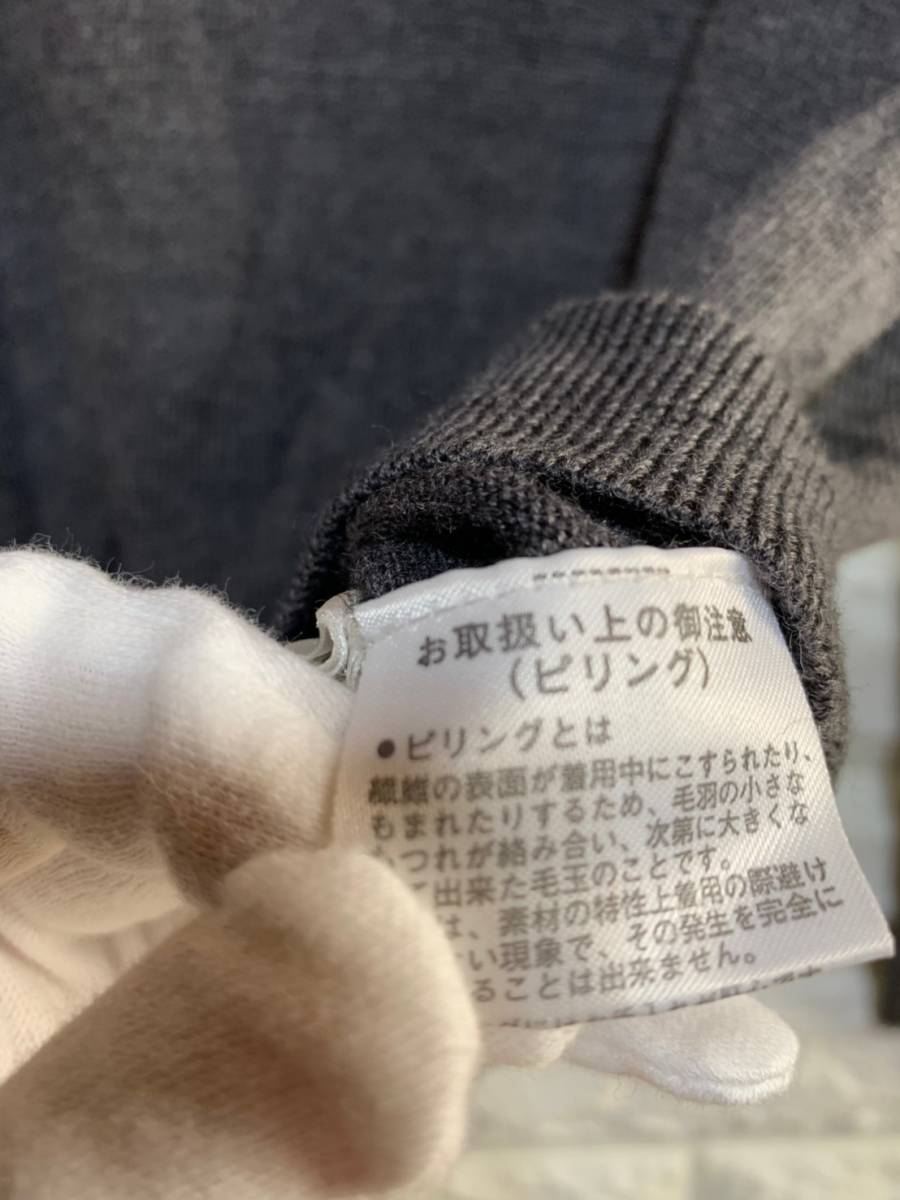 お取扱い上の御注意
(ピリング)
●ピリングとは
繊維の表面が着用中にこすられたり、
もまれたりするため、毛羽の小さな
つれが絡み合い、次第に大きくな
出来た毛玉のことです。
は、素材の特性上着用の際避け
い現象で、その発生を完全に
ることは出来ません。